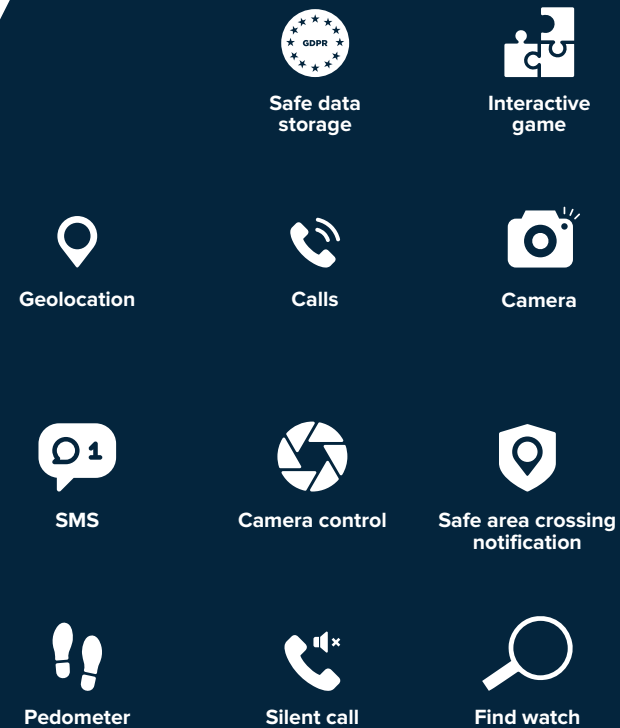 GDPR
Safe data
storage
Interactive
game
Geolocation
Calls
Camera
1
SMS
Camera control
Safe area crossing
notification
Pedometer
Silent call
Find watch